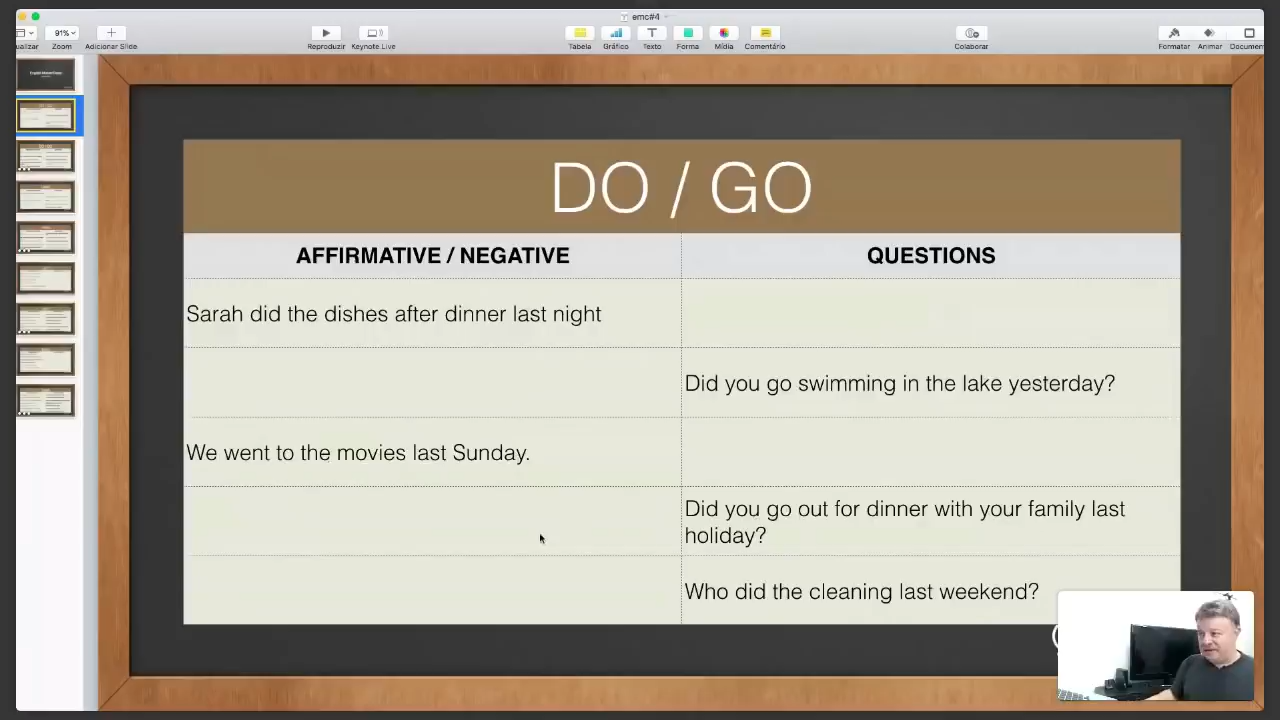 emc#4
91%
ualizar
Zoom
Adicionar Slide
Reproduzir
Keynote Live
Tabela
Gráfico
Texto
Forma
Mídia
Comentário
Colaborar
Formatar
Animar
Documen
DO / GO
AFFIRMATIVE / NEGATIVE
QUESTIONS
Sarah did the dishes after dinner last night
Did you go swimming in the lake yesterday?
We went to the movies last Sunday.
Did you go out for dinner with your family last
holiday?
Who did the cleaning last weekend?